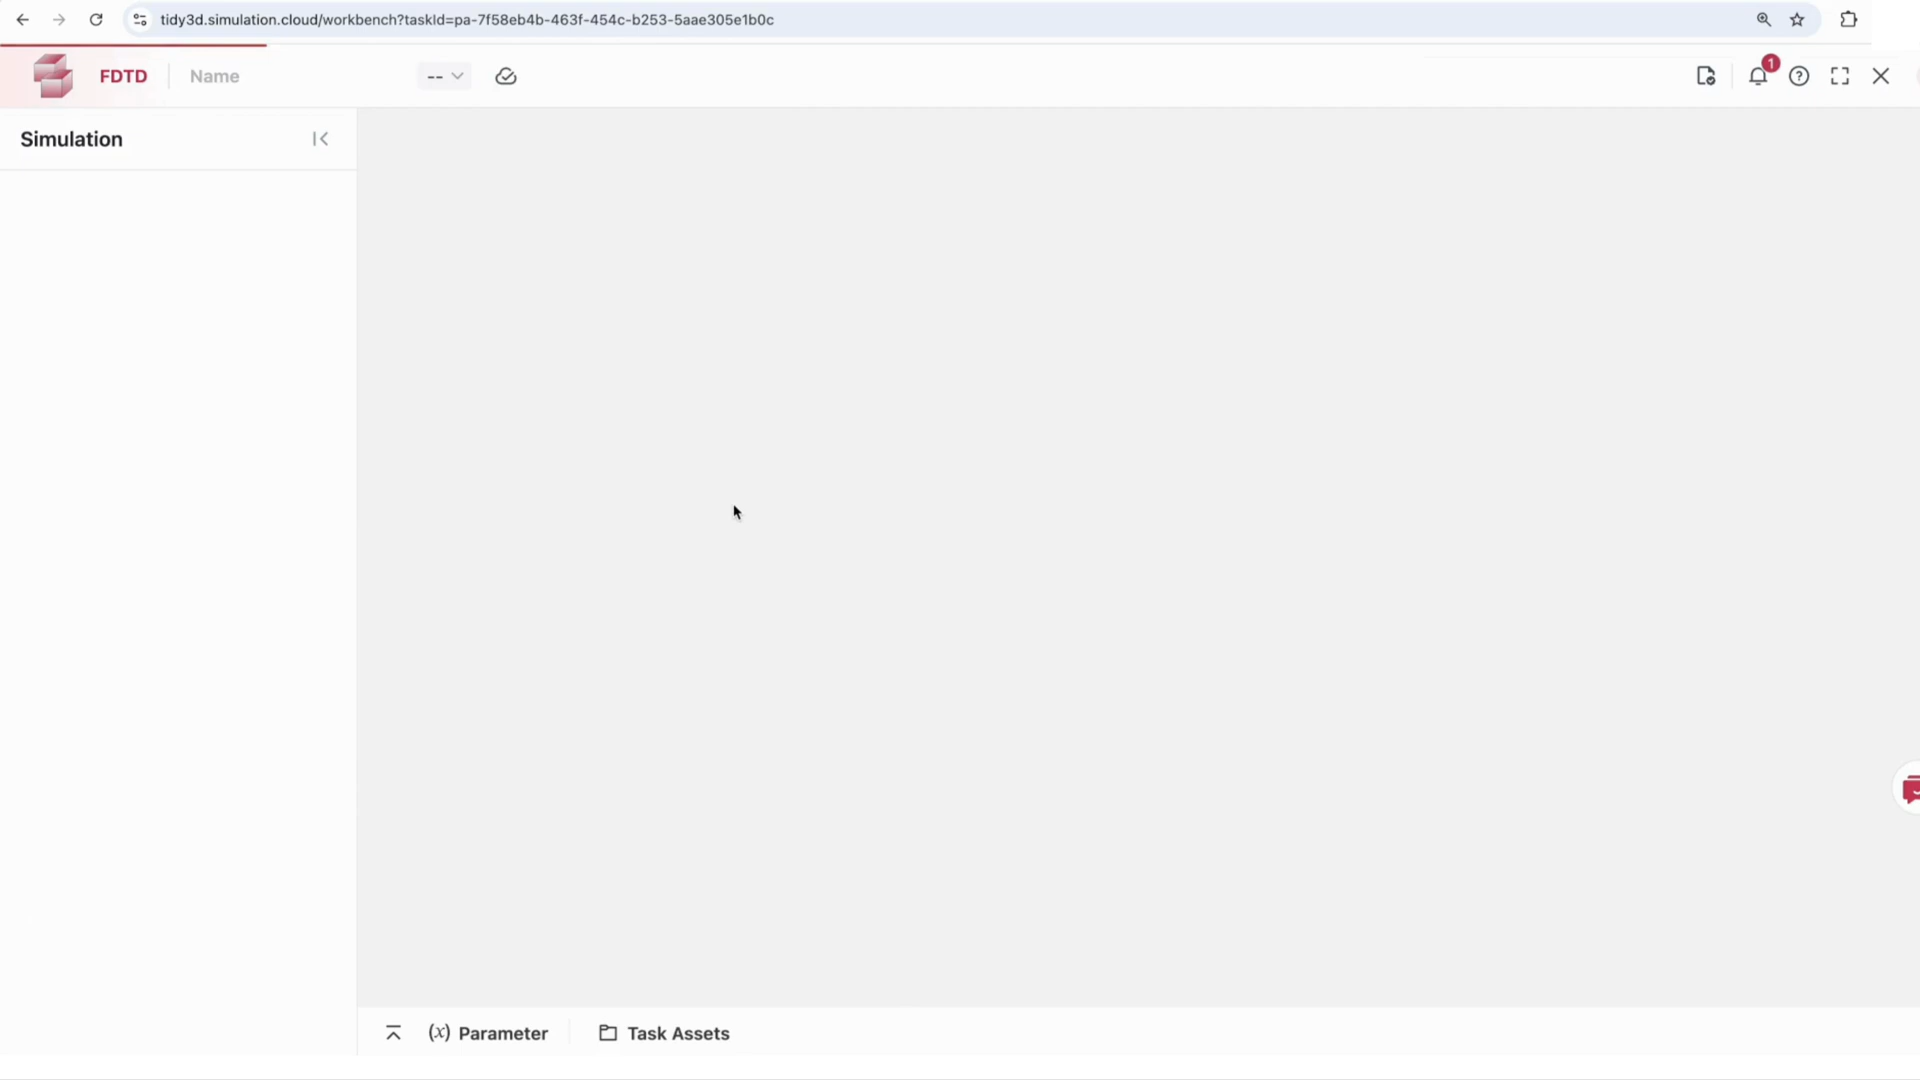 tidy3d.simulation.cloud/workbench?taskId=pa-7f58eb4b-463f-454c-b253-5aae305e1b0c
FDTD
Name
--
1
Simulation
(x) Parameter
Task Assets